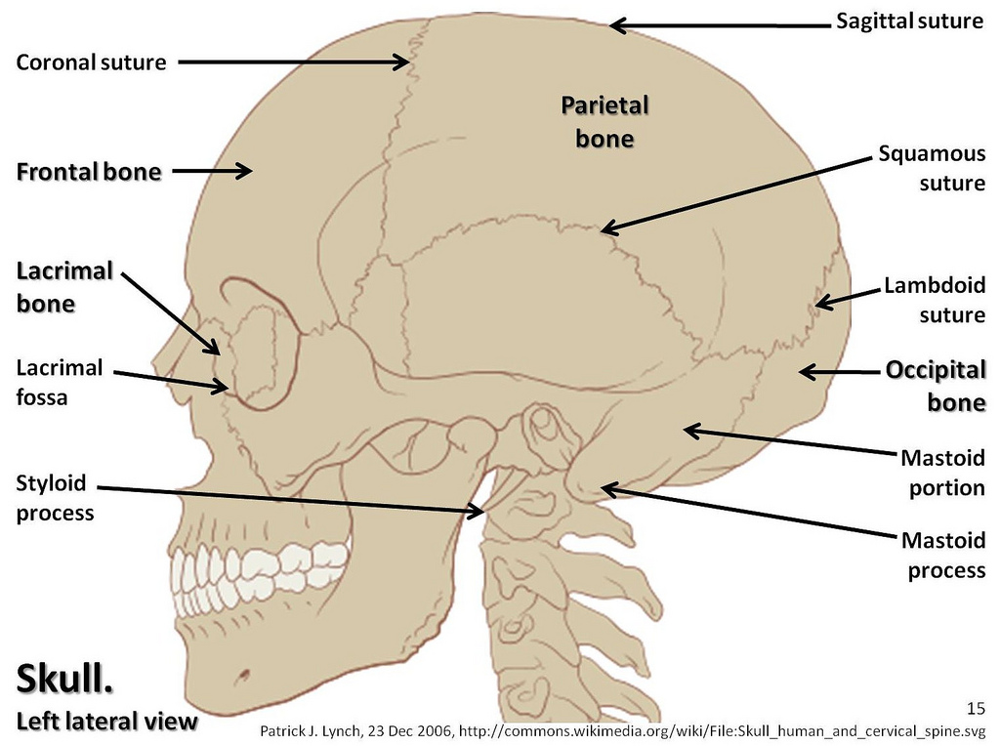 Sagittal suture
Coronal suture
Parietal
bone
Frontal bone
Squamous
suture
Lacrimal
bone
Lambdoid
suture
Lacrimal
fossa
Occipital
bone
Mastoid
portion
Styloid
process
Mastoid
process
Skull.
Left lateral view
15
Patrick J. Lynch, 23 Dec 2006, http://commons.wikimedia.org/wiki/File:Skull_human_and_cervical_spine.svg